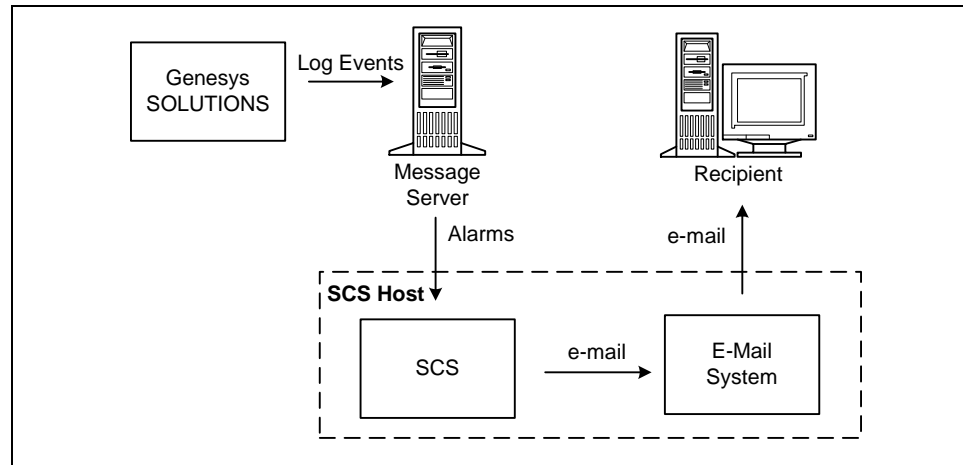 Genesys
SOLUTIONS
Log Events
Message
Server
Recipient
Alarms
e-mail
SCS Host
SCS
e-mail
E-Mail
System